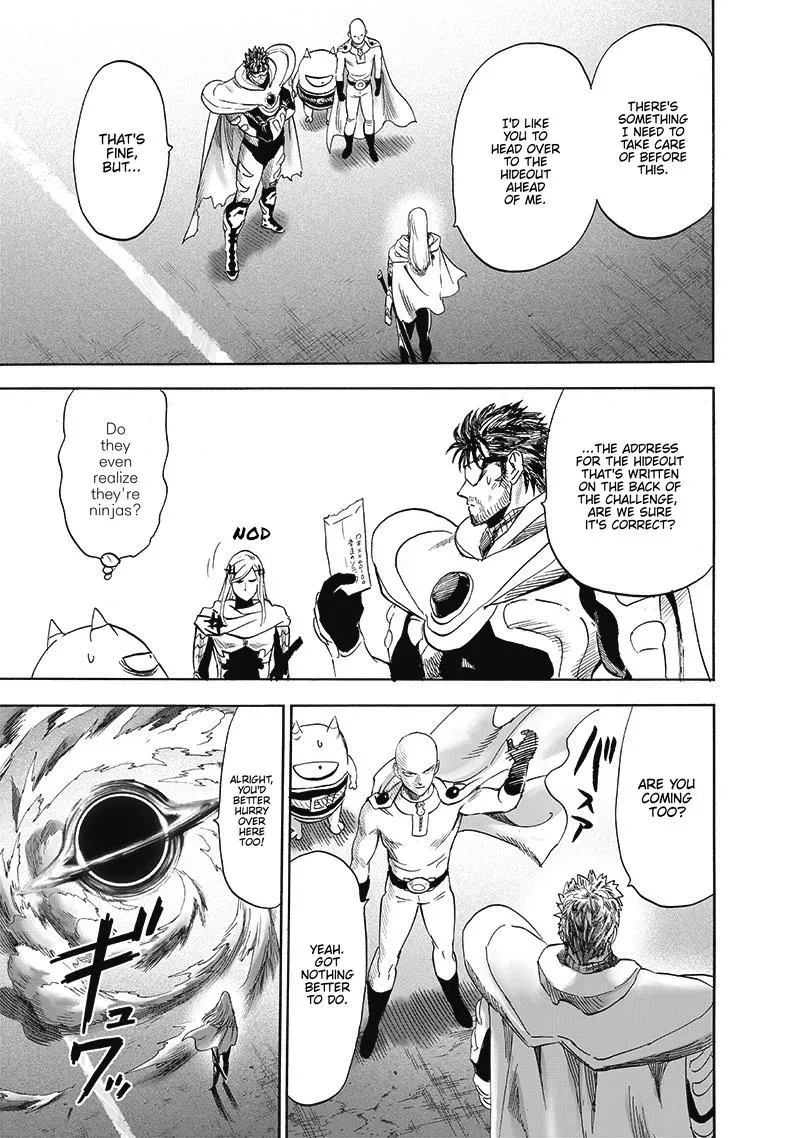 THERE'S
SOMETHING
I NEED TO
TAKE CARE
OF BEFORE
THIS.
I'D LIKE
YOU TO
HEAD OVER
TO THE
HIDEOUT
AHEAD
OF ME.
THAT'S
FINE,
BUT...
...THE ADDRESS
FOR THE HIDEOUT
THAT'S WRITTEN
ON THE BACK OF
THE CHALLENGE,
ARE WE SURE
IT'S CORRECT?
NOD
Do
they
even
realize
they're
ninjas?
ARE YOU
COMING
TOO?
バスァ
YEAH.
GOT
NOTHING
BETTER
TO DO.
ALRIGHT,
YOU'D
BETTER
HURRY
OVER
HERE
TOO!
ギュワッ